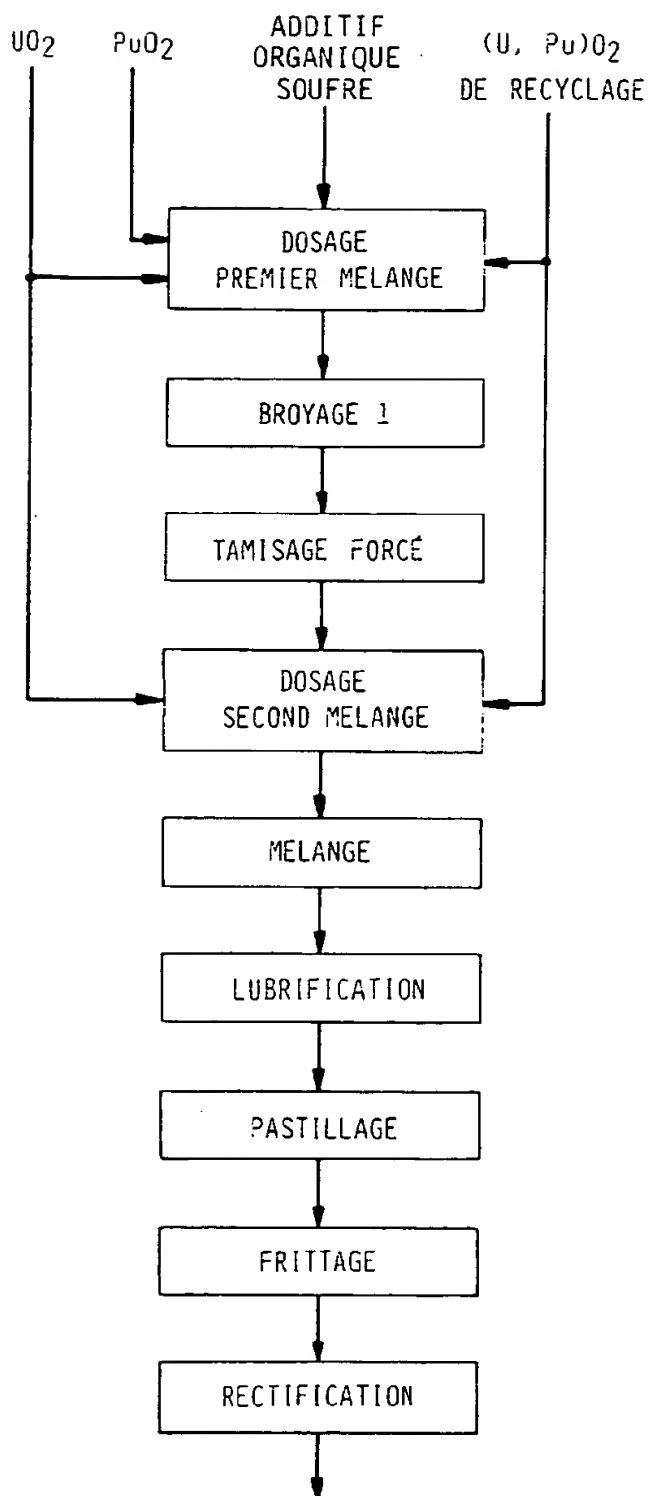 UO2
PuO2
ADDITIF
ORGANIQUE
SOUFRE
(U, Pu)O2
DE RECYCLAGE
DOSAGE
PREMIER MELANGE
BROYAGE 1
TAMISAGE FORCÉ
DOSAGE
SECOND MELANGE
MELANGE
LUBRIFICATION
PASTILLAGE
FRITTAGE
RECTIFICATION